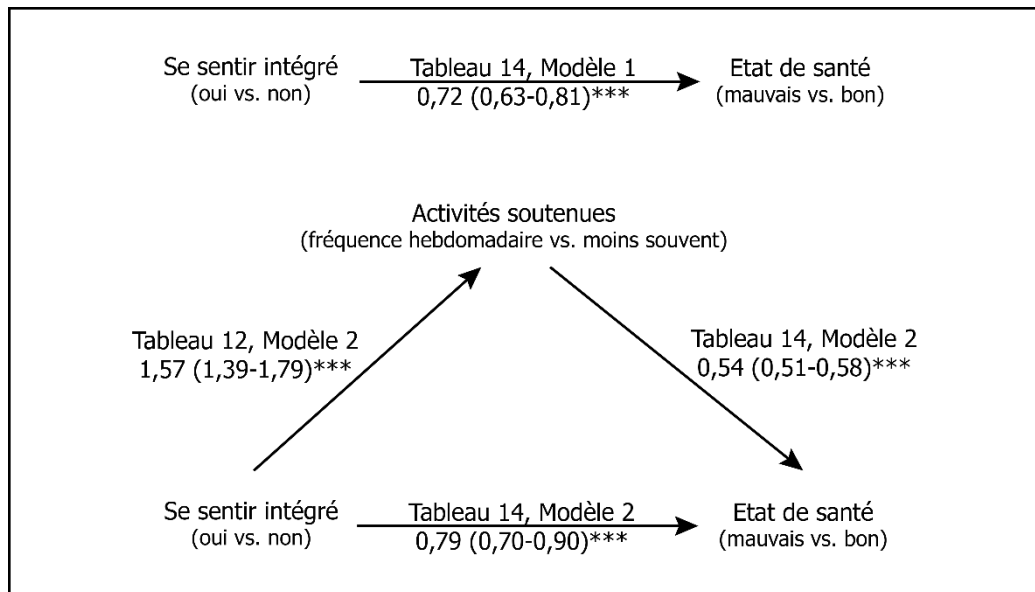 Se sentir intégré
(oui vs. non)
Tableau 14, Modèle 1
0,72 (0,63-0,81)***
Etat de santé
(mauvais vs. bon)
Activités soutenues
(fréquence hebdomadaire vs. moins souvent)
Tableau 12, Modèle 2
1,57 (1,39-1,79)***
Tableau 14, Modèle 2
0,54 (0,51-0,58)***
Se sentir intégré
(oui vs. non)
Tableau 14, Modèle 2
0,79 (0,70-0,90)***
Etat de santé
(mauvais vs. bon)